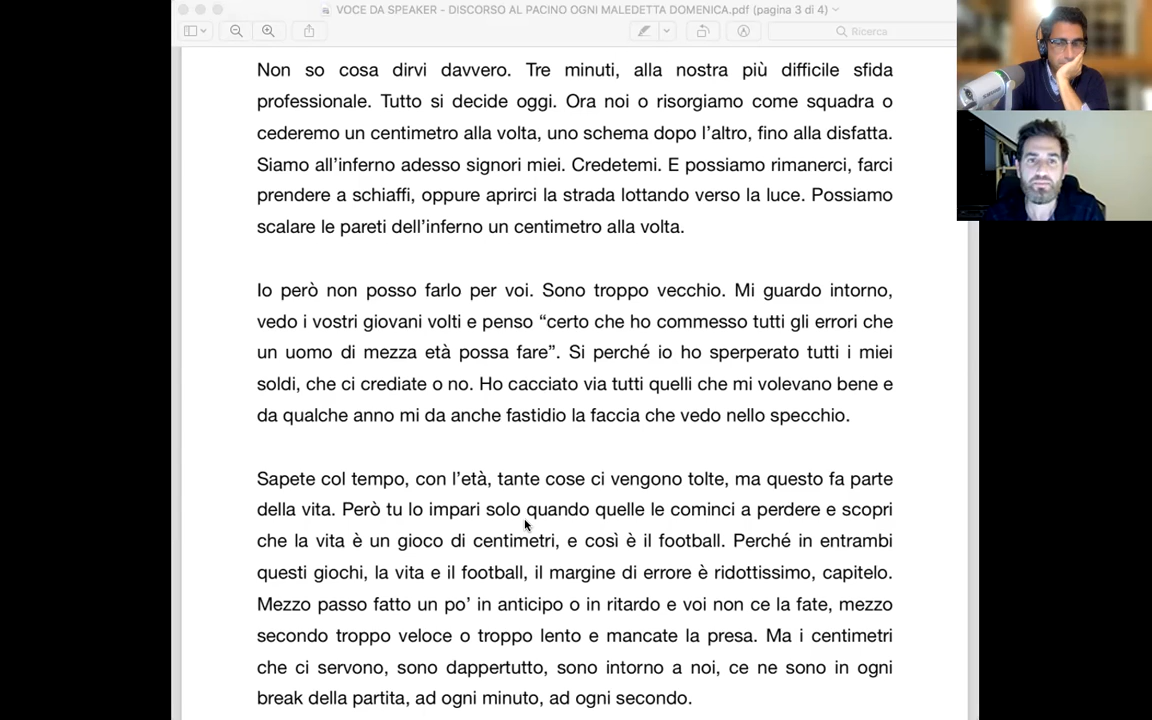 VOCE DA SPEAKER - DISCORSO AL PACINO OGNI MALEDETTA DOMENICA.pdf (pagina 3 di 4)
Ricerca
Non so cosa dirvi davvero. Tre minuti, alla nostra più difficile sfida
professionale. Tutto si decide oggi. Ora noi o risorgiamo come squadra o
cederemo un centimetro alla volta, uno schema dopo l'altro, fino alla disfatta.
Siamo all'inferno adesso signori miei. Credetemi. E possiamo rimanerci, farci
prendere a schiaffi, oppure aprirci la strada lottando verso la luce. Possiamo
scalare le pareti dell'inferno un centimetro alla volta.
Io però non posso farlo per voi. Sono troppo vecchio. Mi guardo intorno,
vedo i vostri giovani volti e penso “certo che ho commesso tutti gli errori che
un uomo di mezza età possa fare”. Si perché io ho sperperato tutti i miei
soldi, che ci crediate o no. Ho cacciato via tutti quelli che mi volevano bene e
da qualche anno mi da anche fastidio la faccia che vedo nello specchio.
Sapete col tempo, con l'età, tante cose ci vengono tolte, ma questo fa parte
della vita. Però tu lo impari solo quando quelle le cominci a perdere e scopri
che la vita è un gioco di centimetri, e così è il football. Perché in entrambi
questi giochi, la vita e il football, il margine di errore è ridottissimo, capitelo.
Mezzo passo fatto un po' in anticipo o in ritardo e voi non ce la fate, mezzo
secondo troppo veloce o troppo lento e mancate la presa. Ma i centimetri
che ci servono, sono dappertutto, sono intorno a noi, ce ne sono in ogni
break della partita, ad ogni minuto, ad ogni secondo.